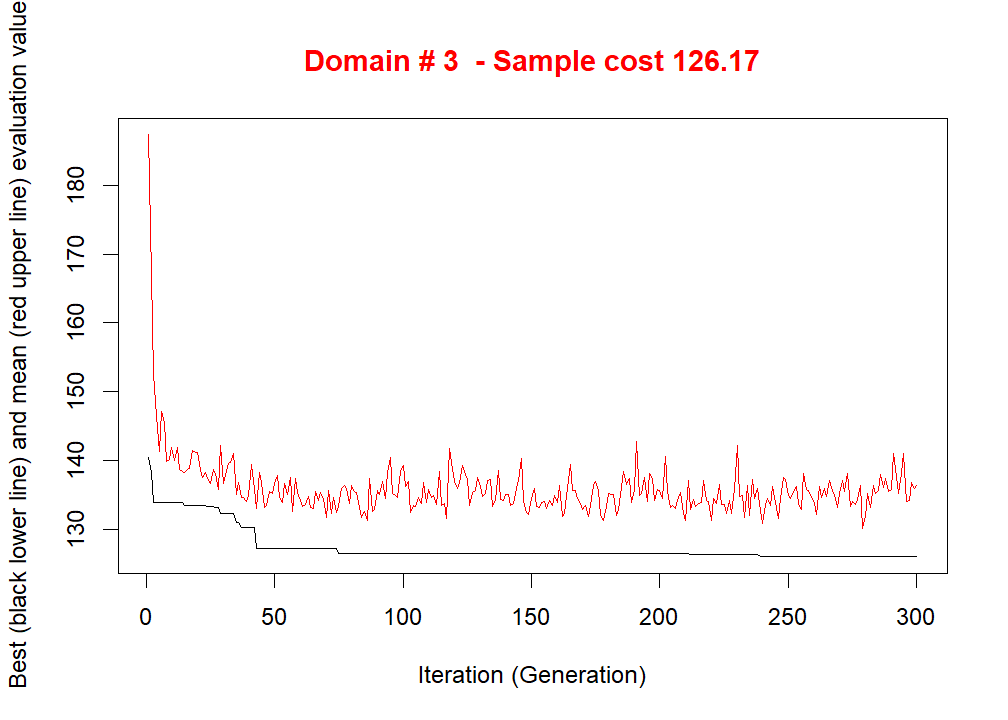 Domain # 3  - Sample cost 126.17
Best (black lower line) and mean (red upper line) evaluation value
180
170
160
150
140
130
0 50 100 150 200 250 300
Iteration (Generation)